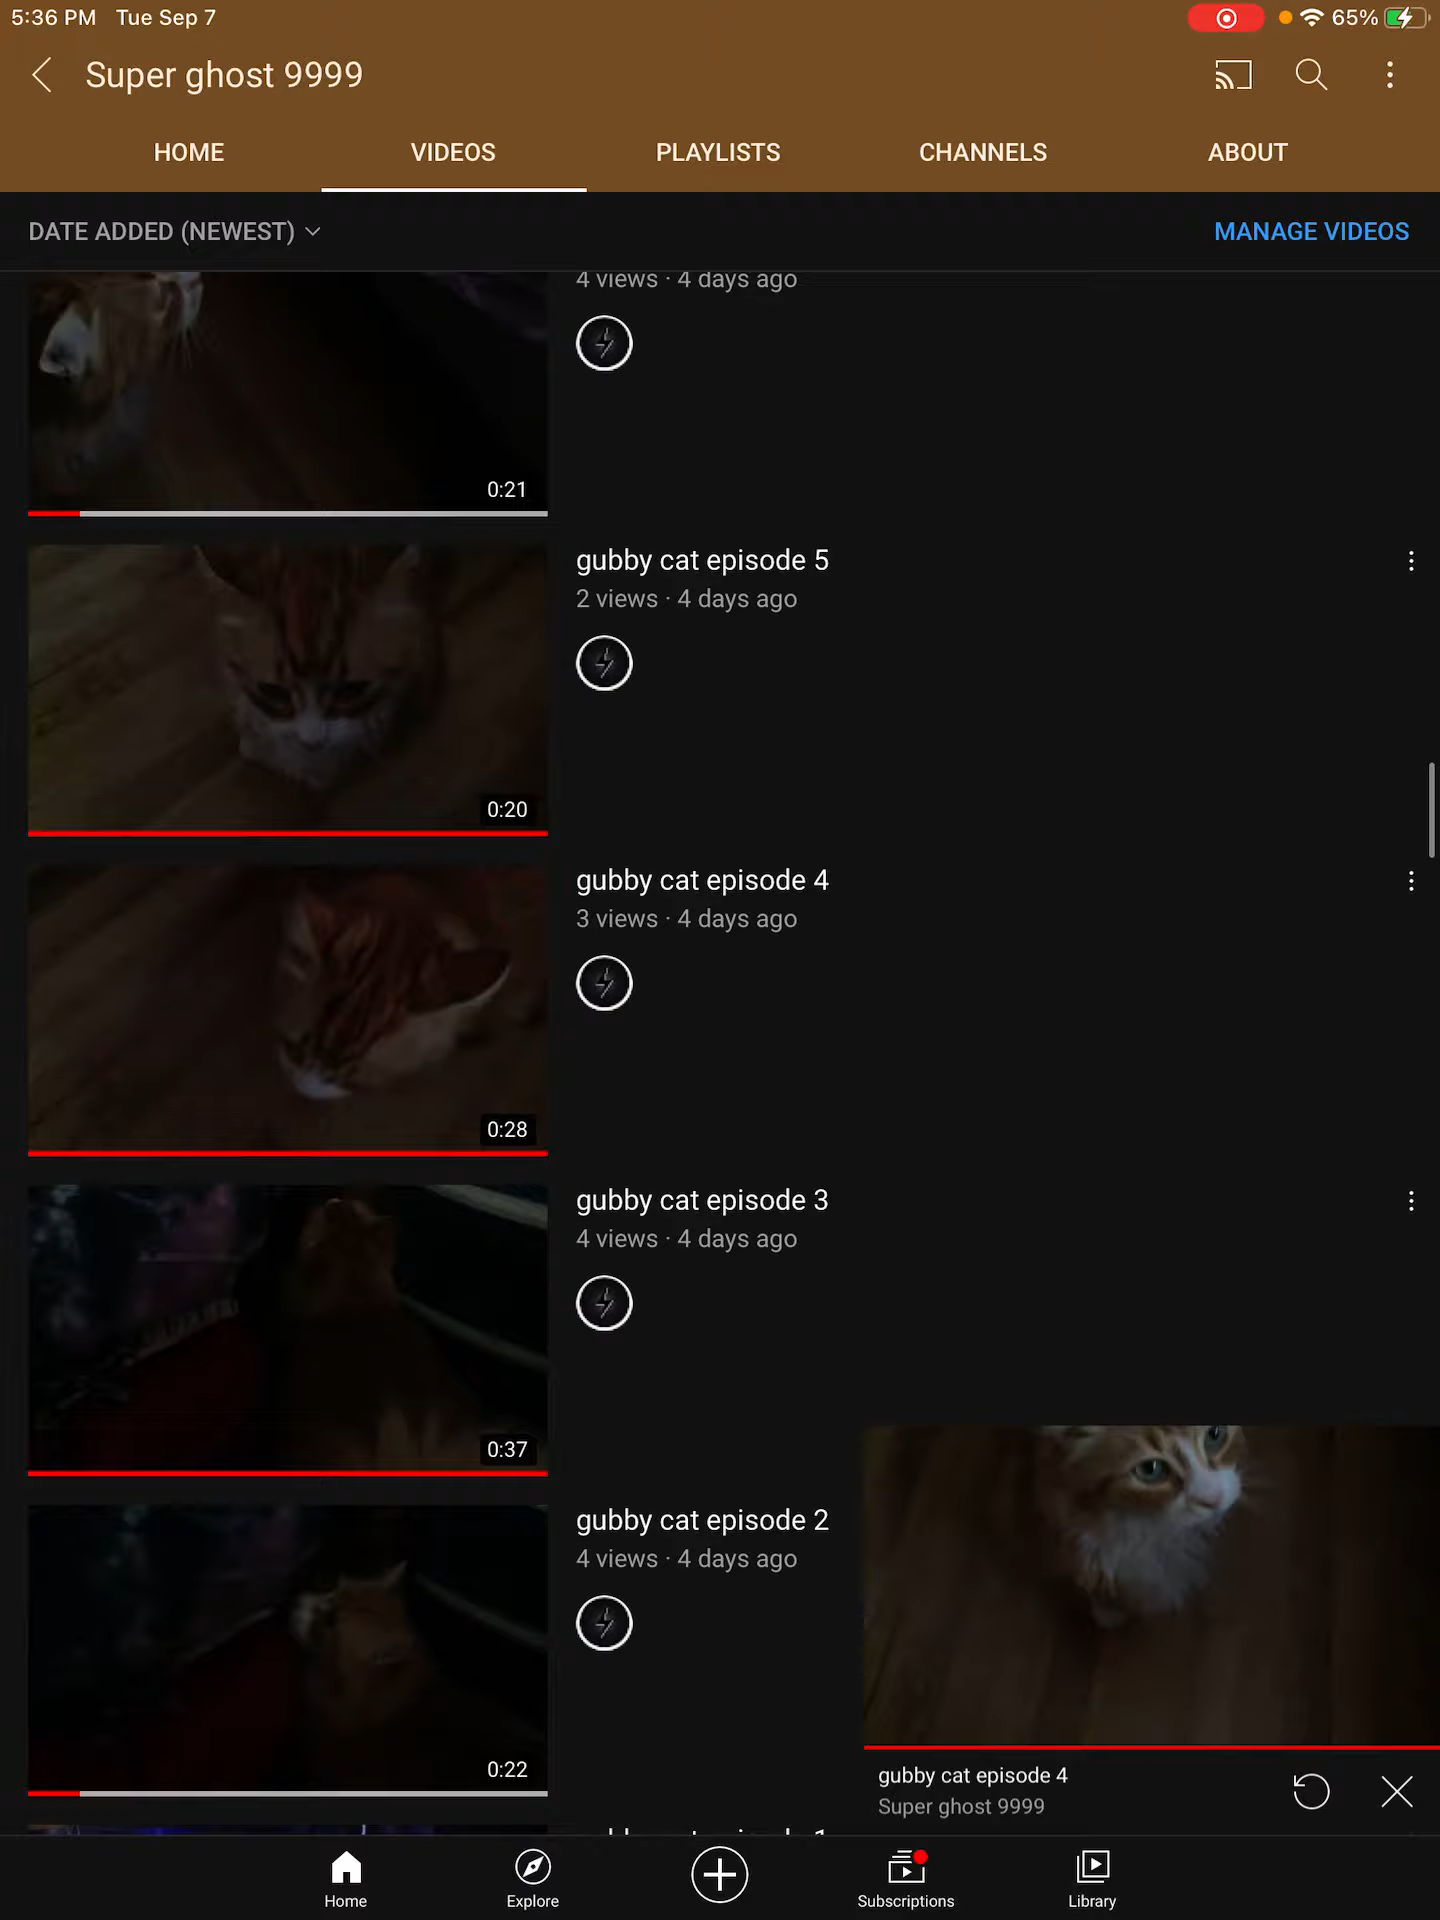 5:36 PM Tue Sep 7
65%
Super ghost 9999
HOME VIDEOS PLAYLISTS CHANNELS ABOUT
DATE ADDED (NEWEST)
MANAGE VIDEOS
4 views · 4 days ago
0:21
gubby cat episode 5
2 views · 4 days ago
0:20
gubby cat episode 4
3 views · 4 days ago
0:28
gubby cat episode 3
4 views · 4 days ago
0:37
gubby cat episode 2
4 views · 4 days ago
0:22
gubby cat episode 4
Super ghost 9999
Home Explore Subscriptions Library